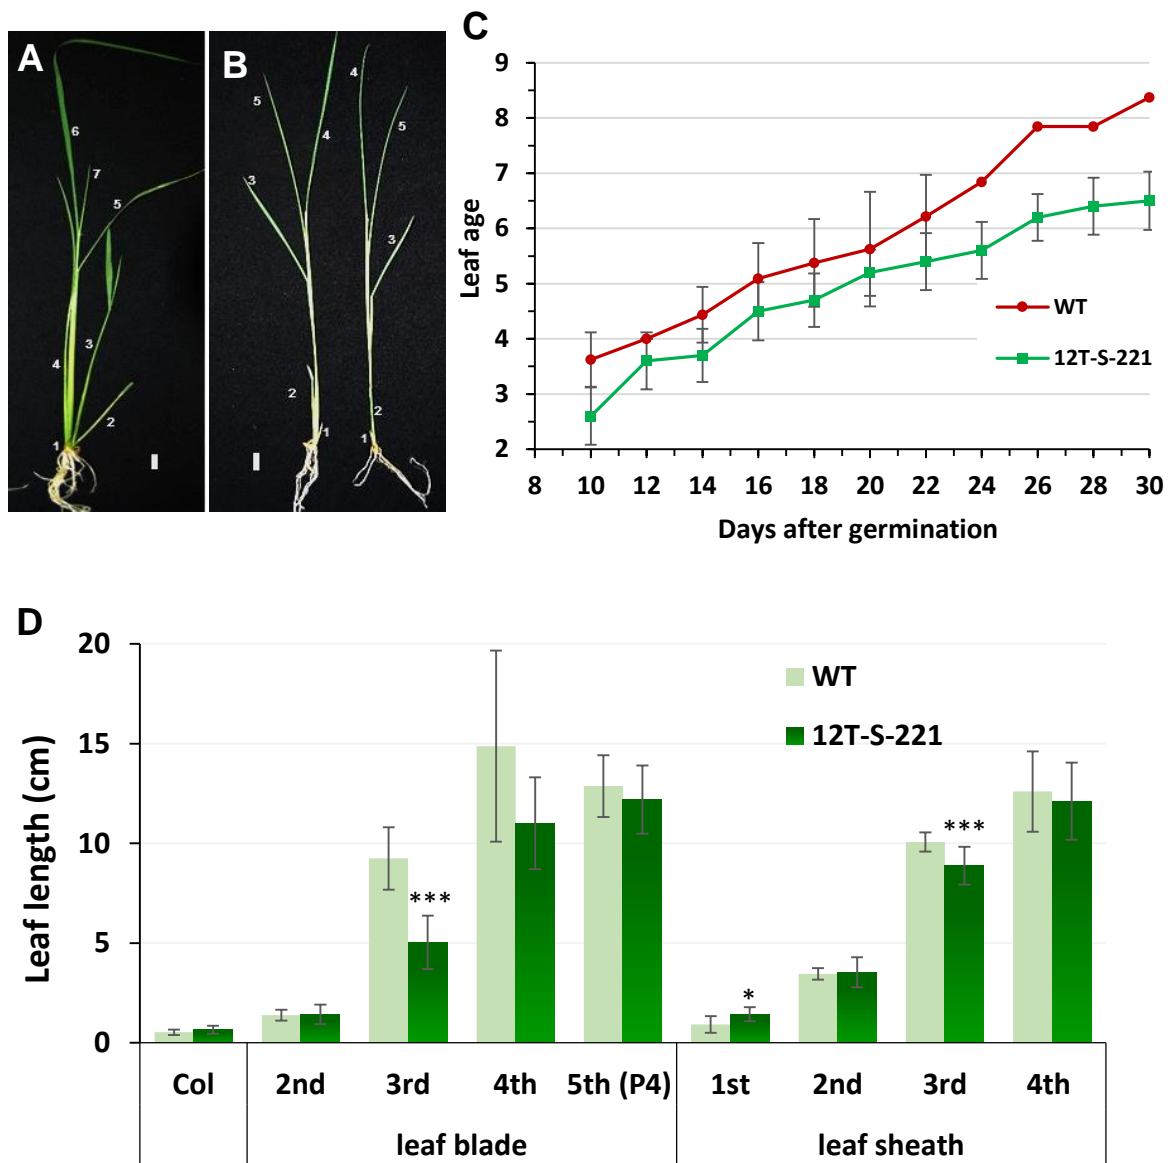 A
6
7
5
4
3
2
1
B
5
4
3
2
1
4
5
3
2
1
C
9
8
7
6
5
4
3
2
Leaf age
8 10 12 14 16 18 20 22 24 26 28 30
Days after germination
WT
12T-S-221
D
20
15
10
5
0
Leaf length (cm)
WT
12T-S-221
***
*
***
Col 2nd 3rd 4th 5th (P4) 1st 2nd 3rd 4th
leaf blade leaf sheath